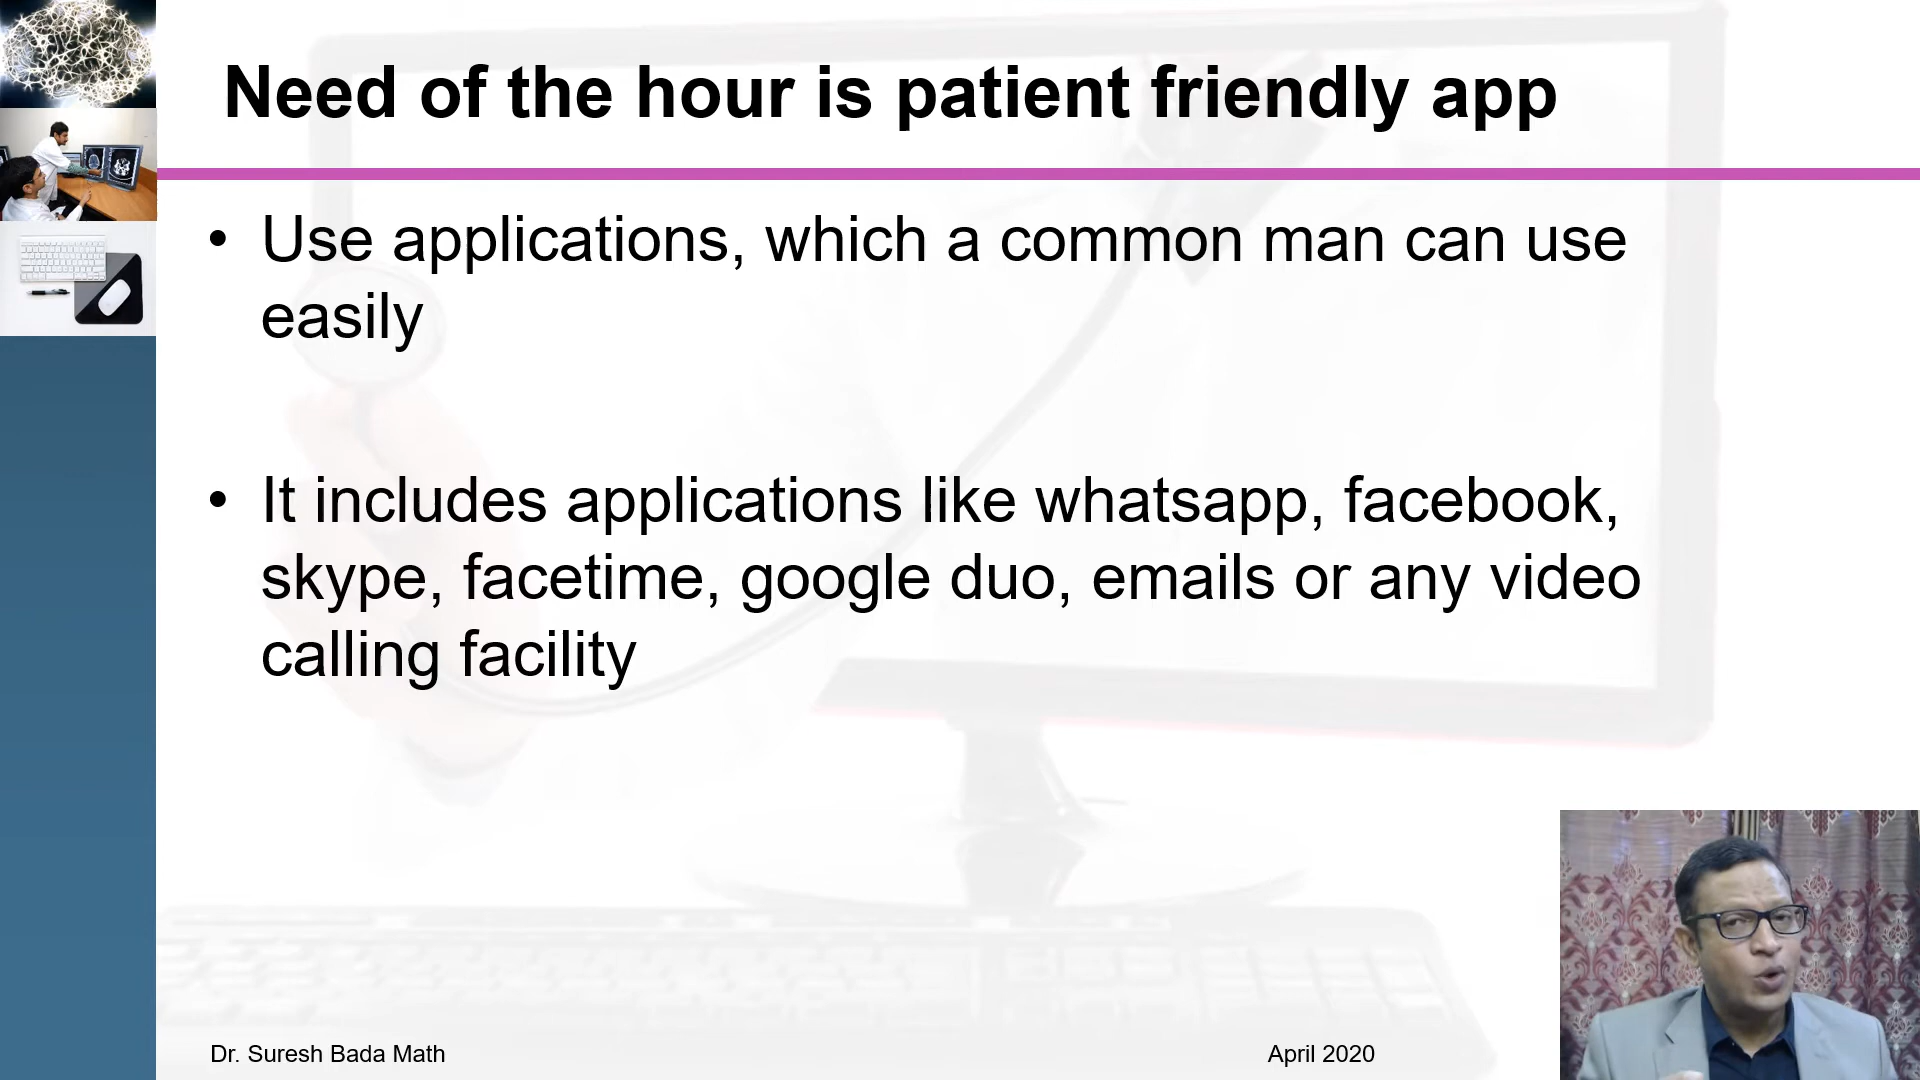 Need of the hour is patient friendly app
• Use applications, which a common man can use
easily
• It includes applications like whatsapp, facebook,
skype, facetime, google duo, emails or any video
calling facility
Dr. Suresh Bada Math
April 2020